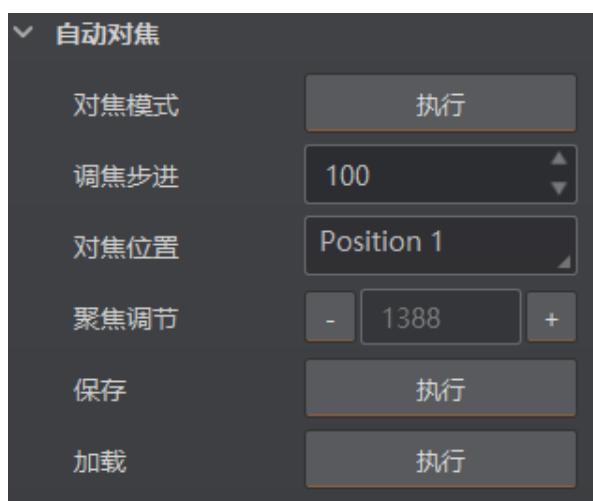 自动对焦
对焦模式 执行
调焦步进 100
对焦位置 Position 1
聚焦调节 - 1388 +
保存 执行
加载 执行